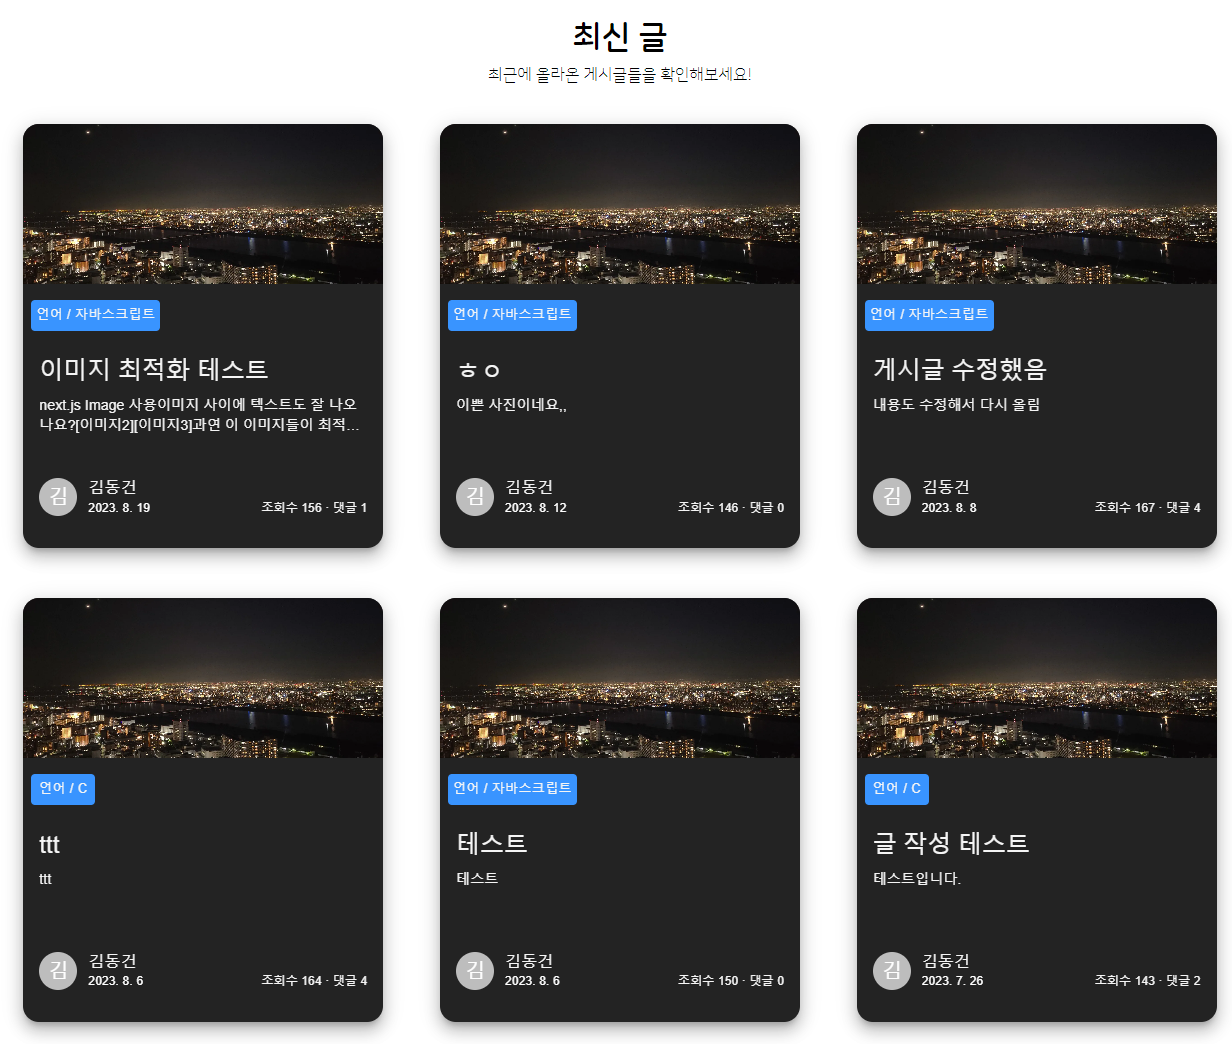 최신 글
최근에 올라온 게시글들을 확인해보세요!
언어 / 자바스크립트
이미지 최적화 테스트
next.js Image 사용이미지 사이에 텍스트도 잘 나오
나요?[이미지2][이미지3]과연 이 이미지들이 최적...
김
김동건
2023. 8. 19
조회수 156 · 댓글 1
언어 / 자바스크립트
ㅎㅇ
이쁜 사진이네요,,
김
김동건
2023. 8. 12
조회수 146 · 댓글 0
언어 / 자바스크립트
게시글 수정했음
내용도 수정해서 다시 올림
김
김동건
2023. 8. 8
조회수 167 · 댓글 4
언어 / C
ttt
ttt
김
김동건
2023. 8. 6
조회수 164 · 댓글 4
언어 / 자바스크립트
테스트
테스트
김
김동건
2023. 8. 6
조회수 150 · 댓글 0
언어 / C
글 작성 테스트
테스트입니다.
김
김동건
2023. 7. 26
조회수 143 · 댓글 2